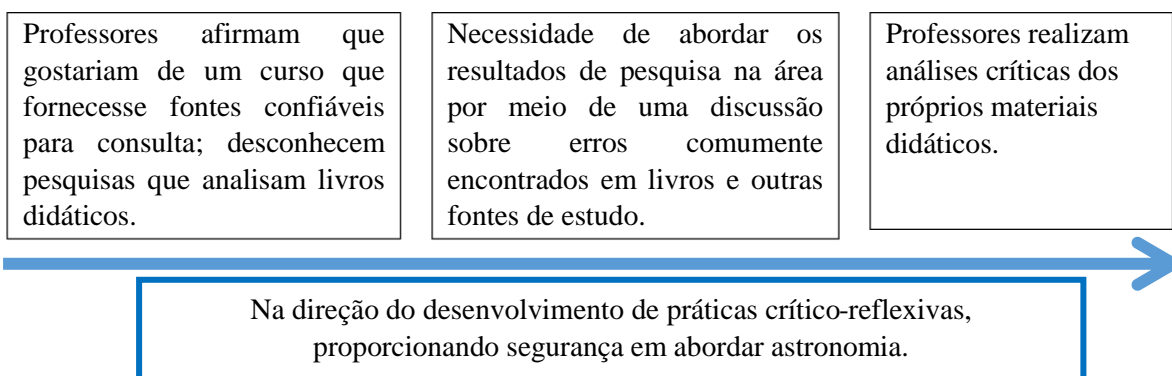 Professores afirmam que
gostariam de um curso que
fornecesse fontes confiáveis
para consulta; desconhecem
pesquisas que analisam livros
didáticos.
Necessidade de abordar os
resultados de pesquisa na área
por meio de uma discussão
sobre erros comumente
encontrados em livros e outras
fontes de estudo.
Professores realizam
análises críticas dos
próprios materiais
didáticos.
Na direção do desenvolvimento de práticas crítico-reflexivas,
proporcionando segurança em abordar astronomia.